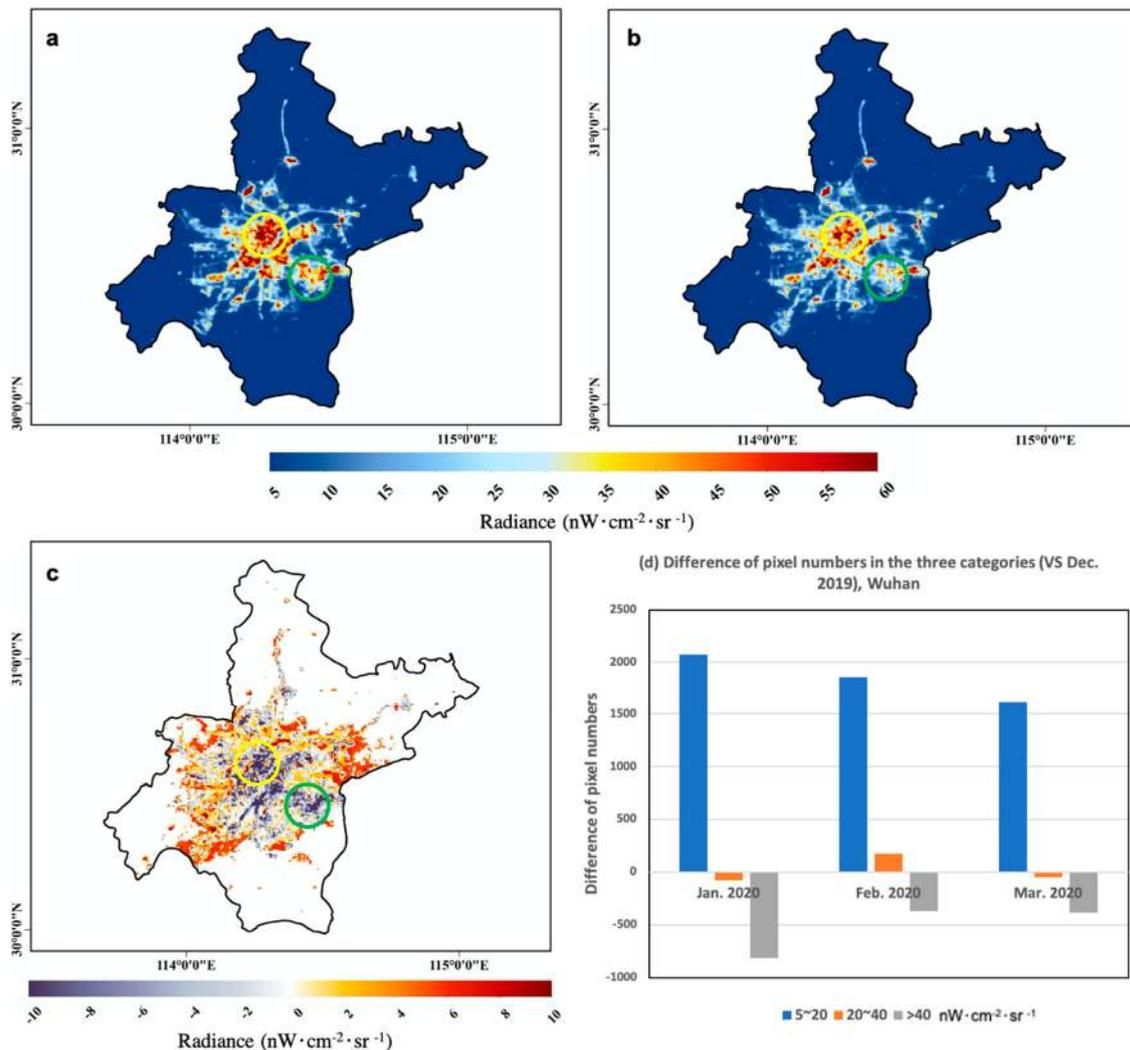 a
b
31°0'0"N
31°0'0"N
30°0'0"N
30°0'0"N
114°0'0"E
115°0'0"E
114°0'0"E
115°0'0"E
5 10 15 20 25 30 35 40 45 50 55 60
Radiance (nW·cm-2·sr-1)
c
31°0'0"N
30°0'0"N
114°0'0"E
115°0'0"E
-10 -8 -6 -4 -2 0 2 4 6 8 10
Radiance (nW·cm-2·sr-1)
(d) Difference of pixel numbers in the three categories (VS Dec.
2019), Wuhan
Difference of pixel numbers
2500
2000
1500
1000
500
0
-500
-1000
Jan. 2020
Feb. 2020
Mar. 2020
5~20 20~40 >40 nW·cm-2·sr-1